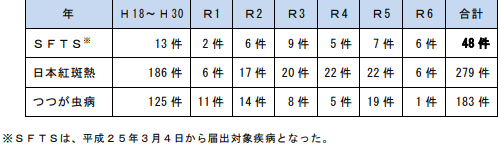 年 Ｈ18～Ｈ30 Ｒ1 Ｒ2 Ｒ3 Ｒ4 Ｒ5 Ｒ6 合計
ＳＦＴＳ※ 13 件 2 件 6 件 9 件 5 件 7 件 6 件 48 件
日本紅斑熱 186 件 6 件 17 件 20 件 22 件 22 件 6 件 279 件
つつが虫病 125 件 11 件 14 件 8 件 5 件 19 件 1 件 183 件
※ＳＦＴＳは、平成２５年３月４日から届出対象疾病となった。